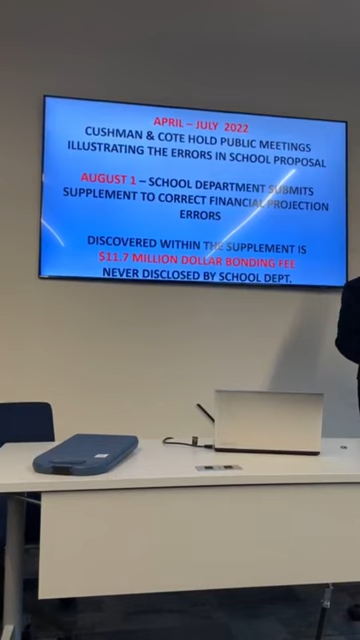 APRIL – JULY 2022
CUSHMAN & COTE HOLD PUBLIC MEETINGS
ILLUSTRATING THE ERRORS IN SCHOOL PROPOSAL
AUGUST 1 – SCHOOL DEPARTMENT SUBMITS
SUPPLEMENT TO CORRECT FINANCIAL PROJECTION
ERRORS
DISCOVERED WITHIN THE SUPPLEMENT IS
$11.7 MILLION DOLLAR BONDING FEE
NEVER DISCLOSED BY SCHOOL DEPT.